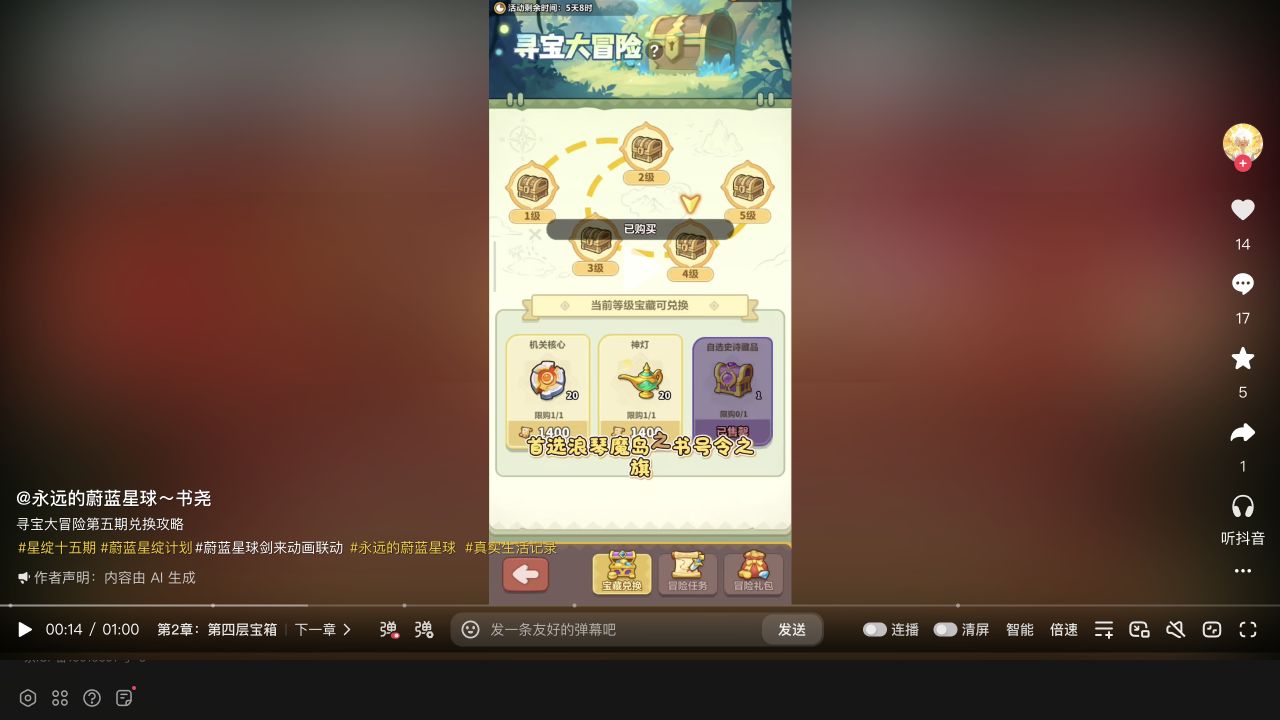 活动剩余时间：5天8时
寻宝大冒险
?
2级
1级
5级
已购买
3级
4级
当前等级宝藏可兑换
机关核心
神灯
自选史诗藏品
20
20
1
限购1/1
限购1/1
限购0/1
1400
1400
已售罄
首选浪琴魔岛之书号令之
旗
宝藏兑换
冒险任务
冒险礼包
@永远的蔚蓝星球～书尧
寻宝大冒险第五期兑换攻略
#星绽十五期 #蔚蓝星绽计划 #蔚蓝星球剑来动画联动 #永远的蔚蓝星球 #真实生活记录
作者声明：内容由 AI 生成
14
17
5
1
听抖音
00:14 / 01:00
第2章：第四层宝箱
下一章
弹
弹
发一条友好的弹幕吧
发送
连播
清屏
智能
倍速